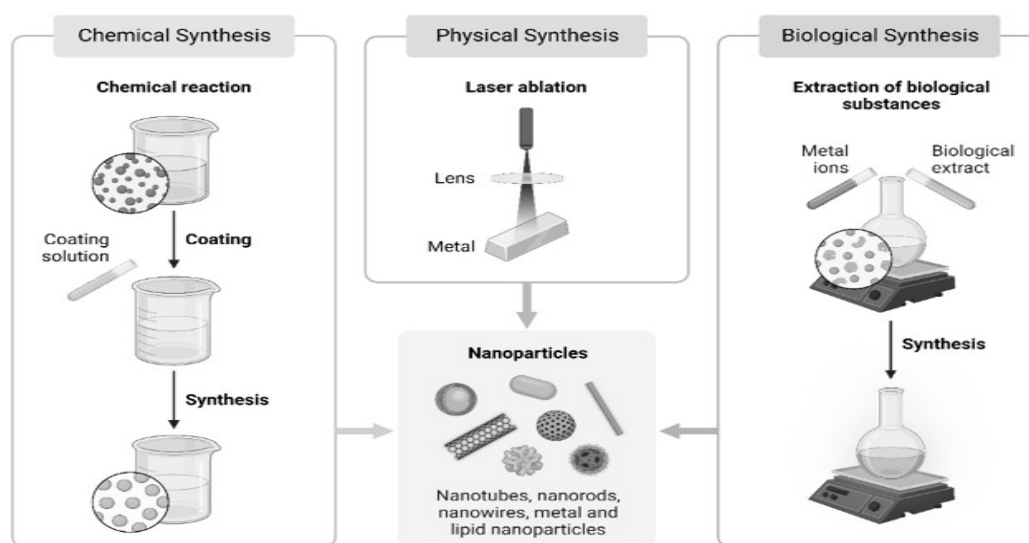 Chemical Synthesis
Chemical reaction
Coating
solution
Coating
Synthesis
Physical Synthesis
Laser ablation
Lens
Metal
Nanoparticles
Nanotubes, nanorods,
nanowires, metal and
lipid nanoparticles
Biological Synthesis
Extraction of biological
substances
Metal
ions
Biological
extract
Synthesis